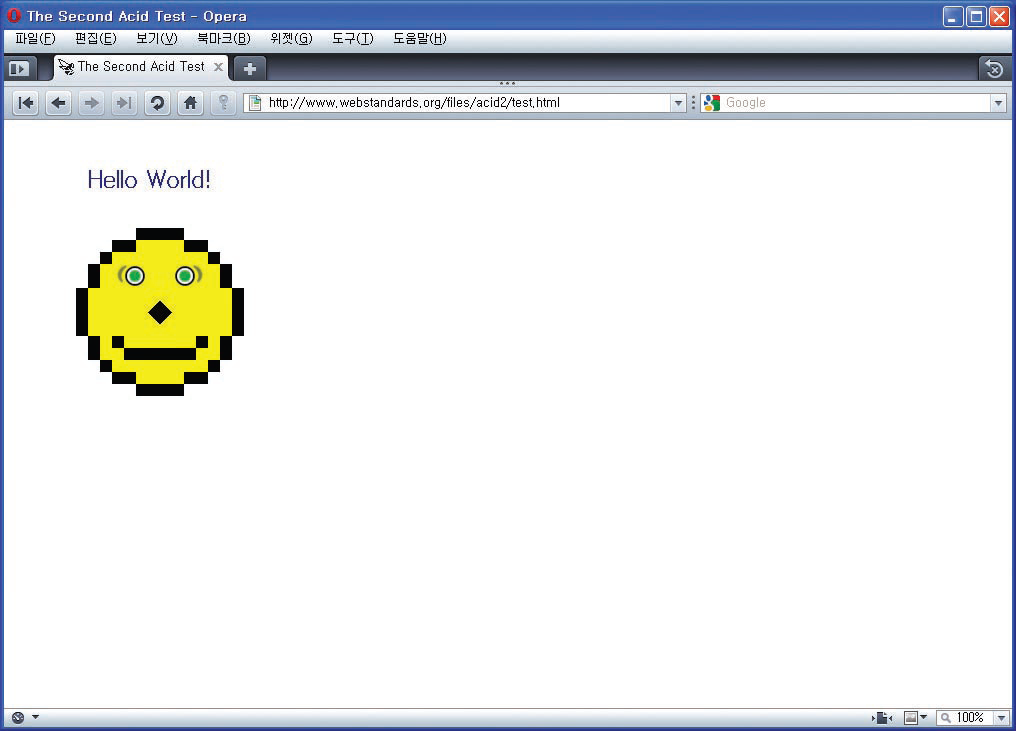 The Second Acid Test - Opera
파일(F) 편집(E) 보기(V) 북마크(B) 위젯(G) 도구(T) 도움말(H)
The Second Acid Test
http://www.webstandards.org/files/acid2/test.html Google
Hello World!
100%